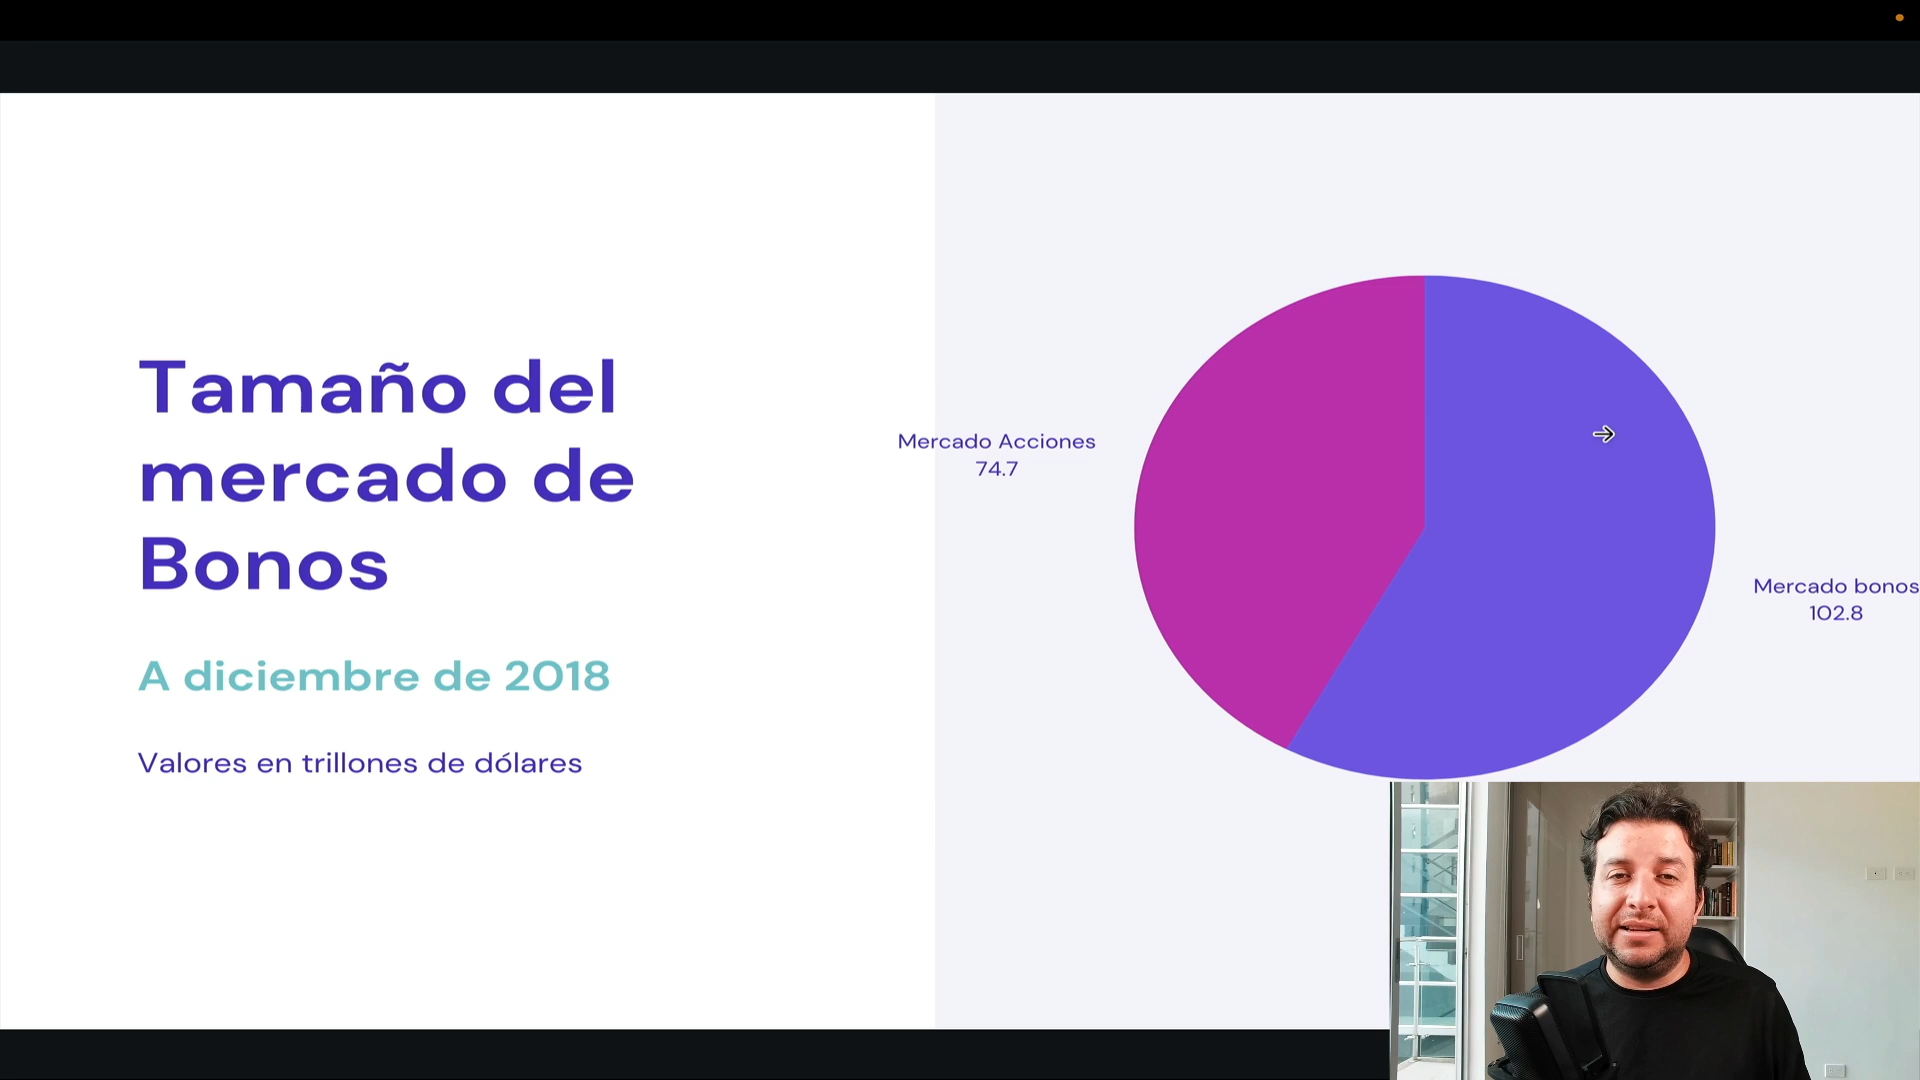 Tamaño del
mercado de
Bonos
A diciembre de 2018
Valores en trillones de dólares
Mercado Acciones
74.7
Mercado bonos
102.8